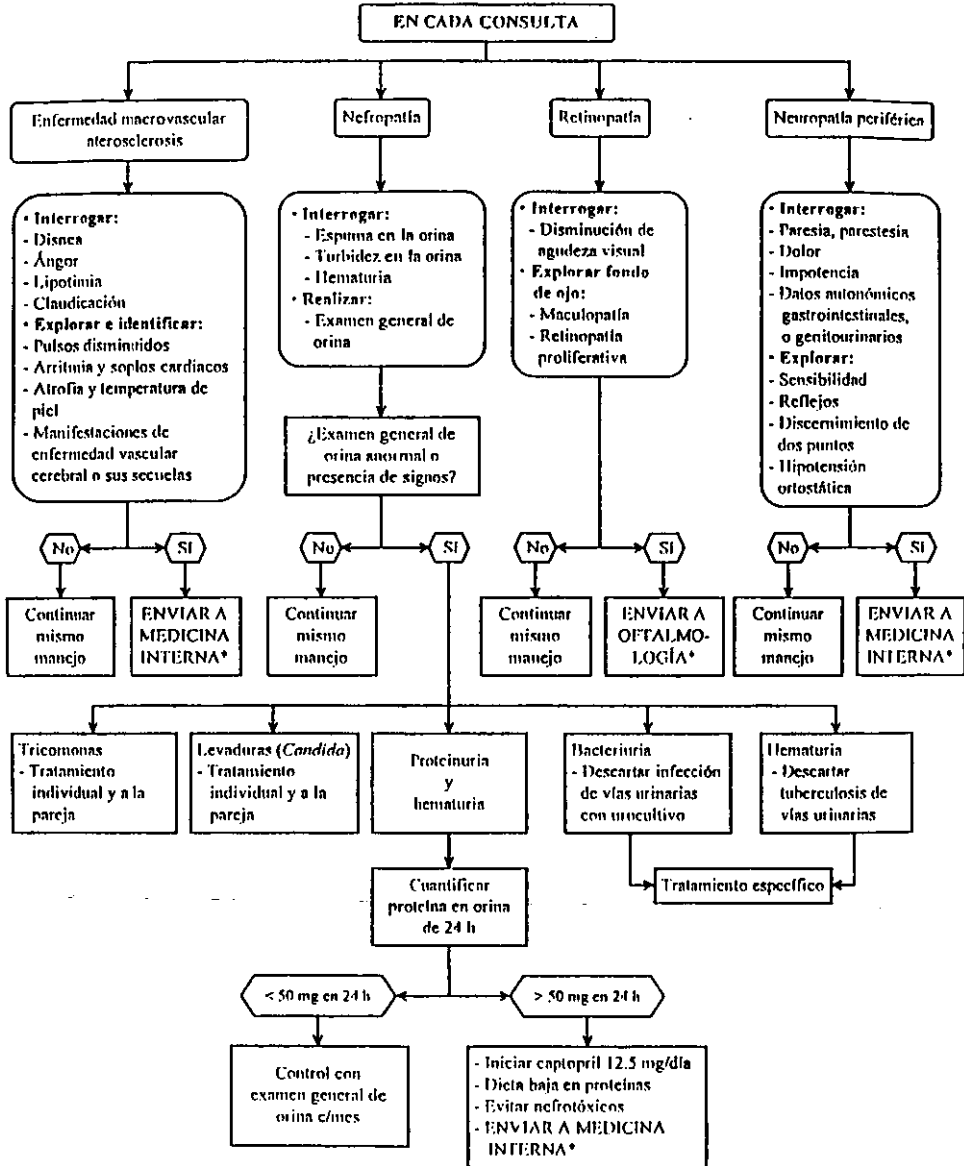 EN CADA CONSULTA
Enfermedad macrovascular
aterosclerosis
Nefropatía
Retinopatía
Neuropatía periférica
• Interrogar:
- Disnea
- Ángor
- Lipotimia
- Claudicación
• Explorar e identificar:
- Pulsos disminuidos
- Arritmia y soplos cardiacos
- Atrofia y temperatura de
piel
- Manifestaciones de
enfermedad vascular
cerebral o sus secuelas
• Interrogar:
- Espuma en la orina
- Turbidez en la orina
- Hematuria
• Realizar:
- Examen general de
orina
¿Examen general de
orina anormal o
presencia de signos?
• Interrogar:
- Disminución de
agudeza visual
• Explorar fondo
de ojo:
- Maculopatía
- Retinopatía
proliferativa
• Interrogar:
- Paresia, parestesia
- Dolor
- Impotencia
- Datos autonómicos
gastrointestinales,
o genitourinarios
• Explorar:
- Sensibilidad
- Reflejos
- Discernimiento de
dos puntos
- Hipotensión
ortostática
No
SI
No
SI
No
SI
No
SI
Continuar
mismo
manejo
ENVIAR A
MEDICINA
INTERNA*
Continuar
mismo
manejo
Continuar
mismo
manejo
ENVIAR A
OFTALMO-
LOGÍA*
Continuar
mismo
manejo
ENVIAR A
MEDICINA
INTERNA*
Tricomonas
- Tratamiento
individual y a la
pareja
Levaduras (Candida)
- Tratamiento
individual y a la
pareja
Proteinuria
y
hematuria
Bacteriuria
- Descartar infección
de vías urinarias
con urocultivo
Hematuria
- Descartar
tuberculosis de
vías urinarias
Tratamiento específico
Cuantificar
proteína en orina
de 24 h
< 50 mg en 24 h
> 50 mg en 24 h
Control con
examen general de
orina c/mes
- Iniciar captopril 12.5 mg/día
- Dieta baja en proteínas
- Evitar nefrotóxicos
- ENVIAR A MEDICINA
INTERNA*